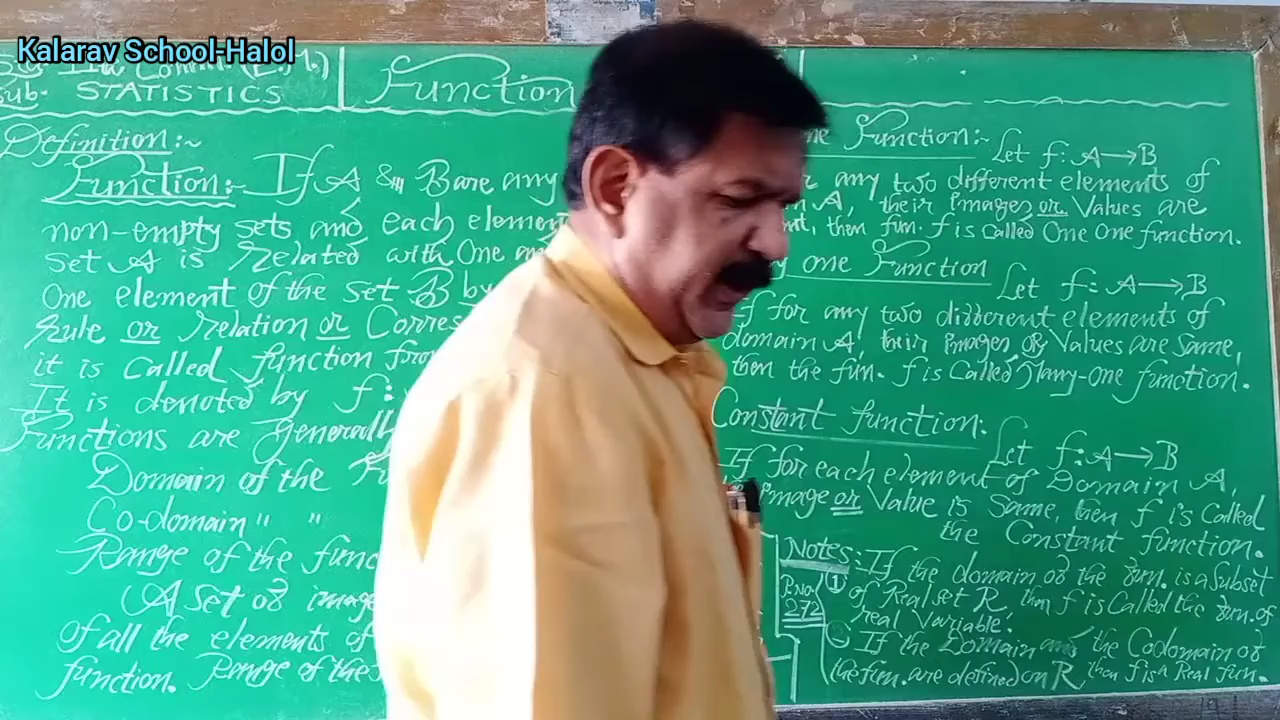 Kalarav School-Halol
Sub- STATISTICS
Function
Definition:~
Function:- If A & B are any
non-empty sets and each element
set A is Related with One
One element of the set B by
Rule or relation or
it is Called function
It is denoted by f:
Functions are
Domain of the
Co-domain " "
Range of the
A set of
of all the elements of
function. Range of the
Function:~ Let f: A→B
any two different elements of
A, their Images or Values are
then fun. f is Called One One function.
one Function Let f: A→B
If for any two different elements of
domain A, their Images or Values are Same,
then the fun. f is Called Many-One function.
Constant function:
Let f: A→B
If for each element of Domain A,
Image or Value is Same, then f is Called
the Constant function.
Notes:- If the domain of the fun. is a Subset
① of Real set R, then f is Called the fun. of
P.No. 272
real Variable.
If the Domain and the Codomain of
the fun. are defined on R, then f is a Real fun.